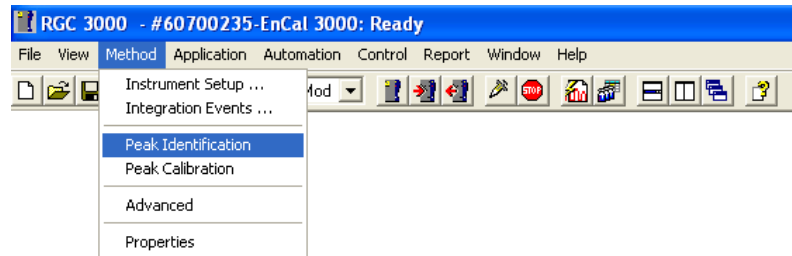 RGC 3000 - #60700235-EnCal 3000: Ready
File View Method Application Automation Control Report Window Help
Instrument Setup ...
Integration Events ...
Peak Identification
Peak Calibration
Advanced
Properties
Mod
STOP